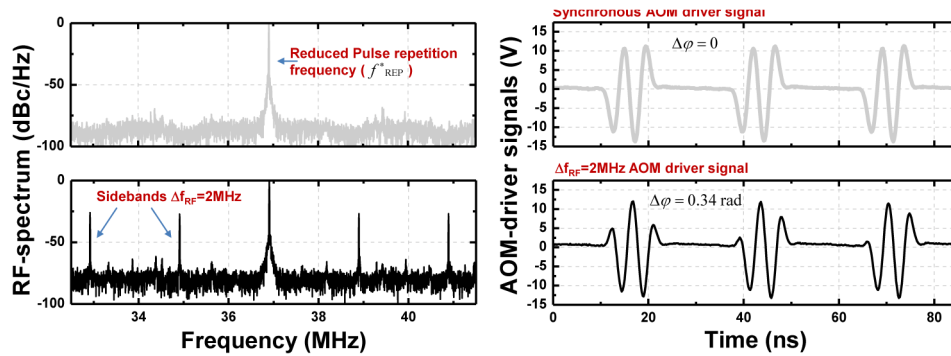 RF-spectrum (dBc/Hz)
0
-50
-100
Reduced Pulse repetition
frequency ( f*REP )
0
-50
-100
Sidebands ΔfRF=2MHz
34
36
38
40
Frequency (MHz)
Synchronous AOM driver signal
AOM-driver signals (V)
15
10
5
0
-5
-10
-15
Δφ = 0
ΔfRF=2MHz AOM driver signal
15
10
5
0
-5
-10
-15
Δφ = 0.34 rad
0
20
40
60
80
Time (ns)